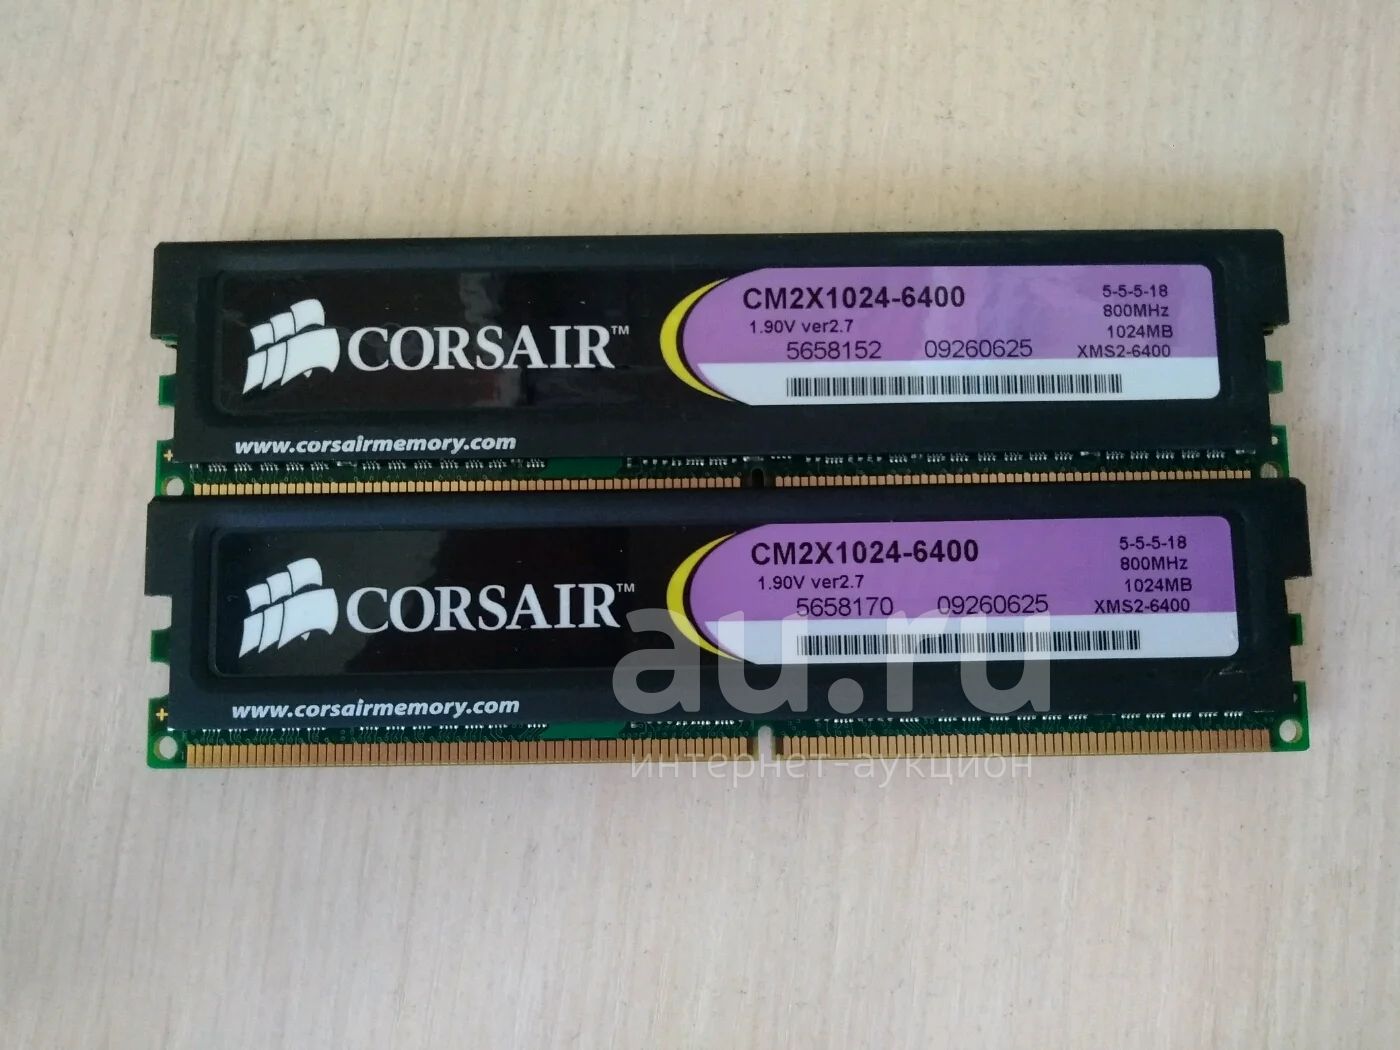 CORSAIR™
CM2X1024-6400
1.90V ver2.7
5658152 09260625
5-5-5-18
800MHz
1024MB
XMS2-6400
www.corsairmemory.com
CORSAIR™
CM2X1024-6400
1.90V ver2.7
5658170 09260625
5-5-5-18
800MHz
1024MB
XMS2-6400
www.corsairmemory.com
au.ru
интернет-аукцион